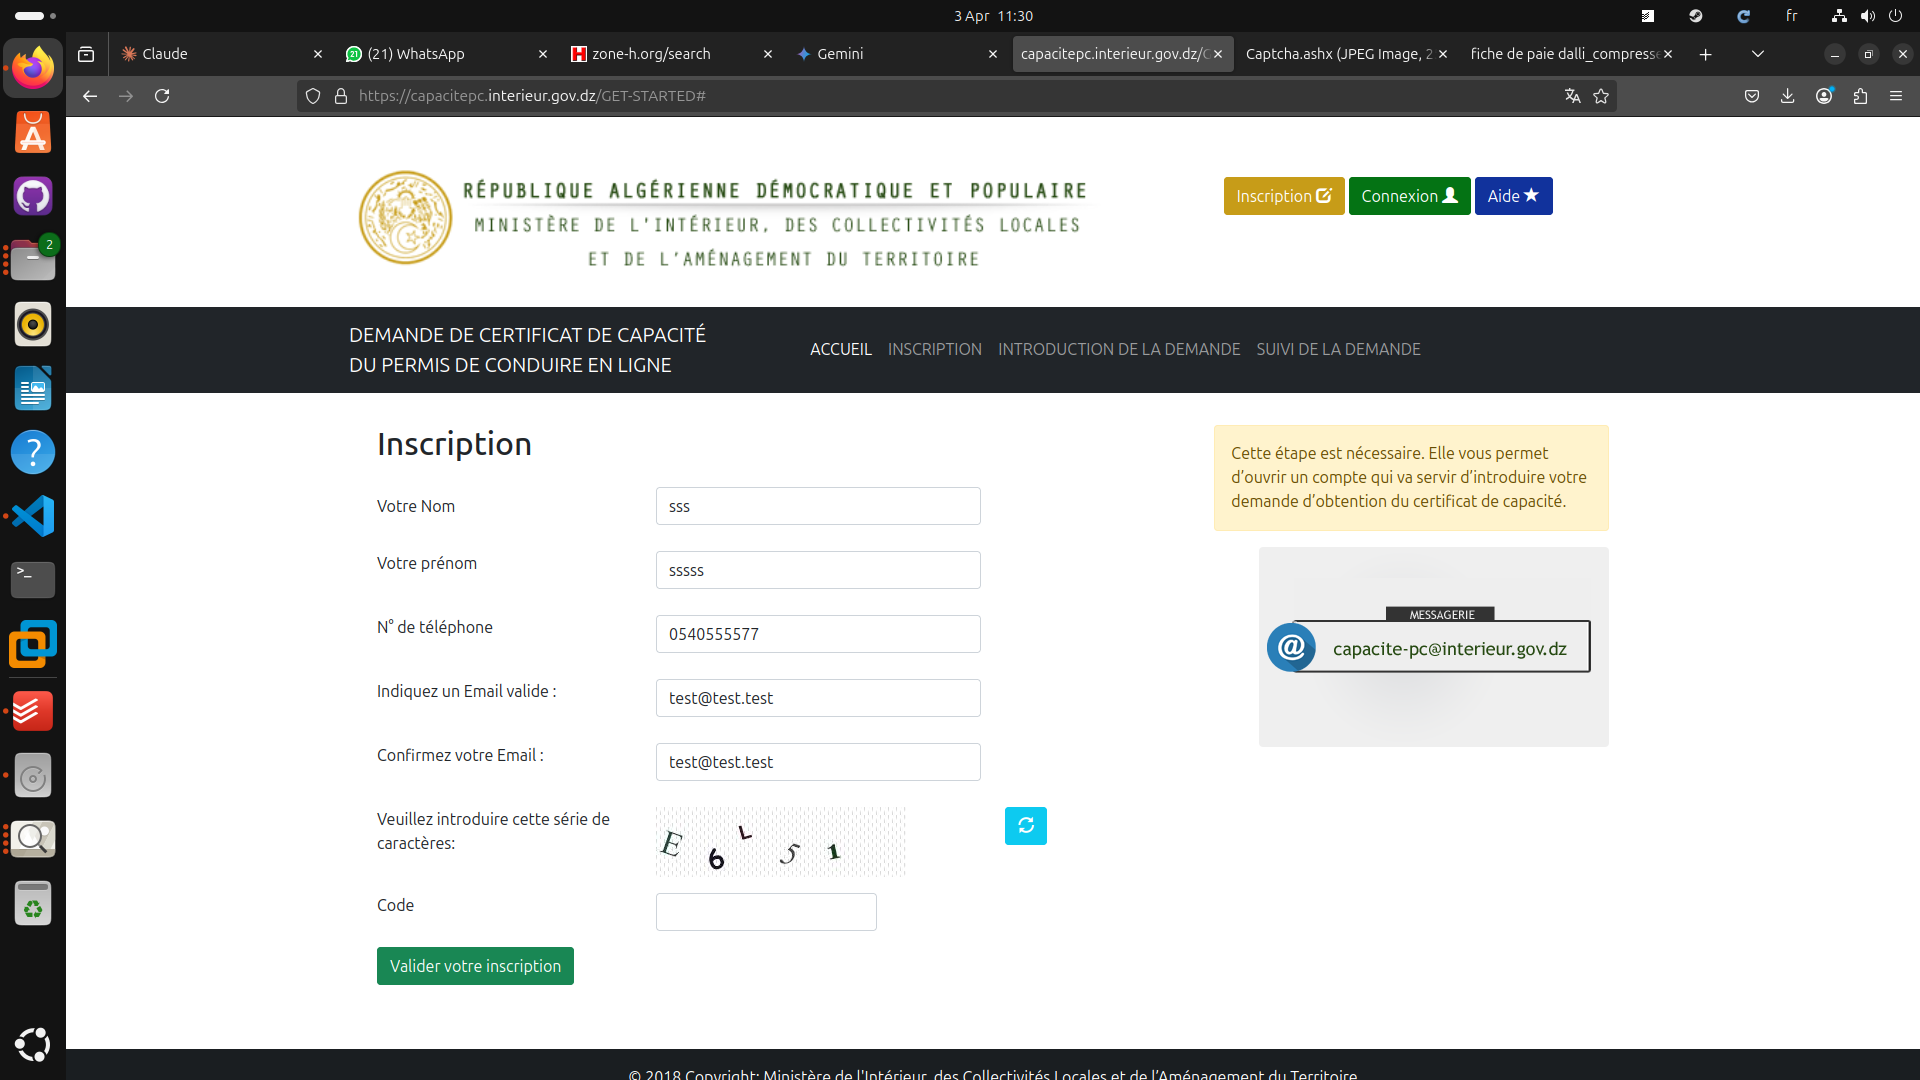 3 Apr 11:30
fr
Claude
(21) WhatsApp
zone-h.org/search
Gemini
capacitepc.interieur.gov.dz/G
Captcha.ashx (JPEG Image, 2
fiche de paie dalli_compresse
https://capacitepc.interieur.gov.dz/GET-STARTED#
2
RÉPUBLIQUE ALGÉRIENNE DÉMOCRATIQUE ET POPULAIRE
MINISTÈRE DE L'INTÉRIEUR, DES COLLECTIVITÉS LOCALES
ET DE L'AMÉNAGEMENT DU TERRITOIRE
Inscription
Connexion
Aide
DEMANDE DE CERTIFICAT DE CAPACITÉ
DU PERMIS DE CONDUIRE EN LIGNE
ACCUEIL
INSCRIPTION
INTRODUCTION DE LA DEMANDE
SUIVI DE LA DEMANDE
Inscription
Votre Nom
sss
Votre prénom
sssss
N° de téléphone
0540555577
Indiquez un Email valide :
test@test.test
Confirmez votre Email :
test@test.test
Veuillez introduire cette série de
caractères:
Code
Valider votre inscription
Cette étape est nécessaire. Elle vous permet
d’ouvrir un compte qui va servir d’introduire votre
demande d’obtention du certificat de capacité.
MESSAGERIE
@
capacite-pc@interieur.gov.dz
© 2018 Copyright: Ministère de l'Intérieur, des Collectivités Locales et de l’Aménagement du Territoire